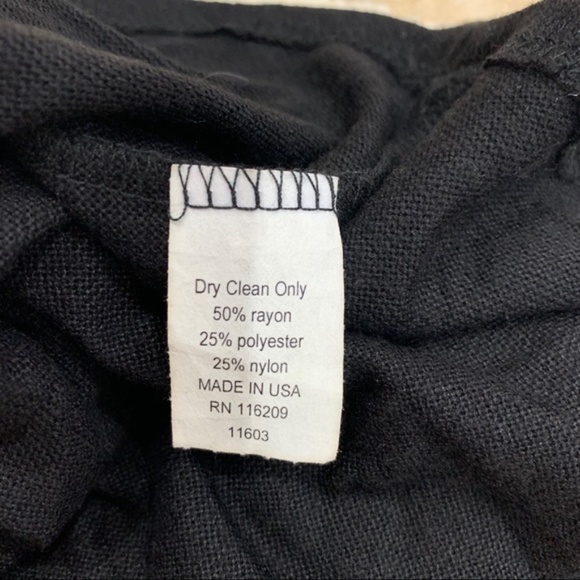 Dry Clean Only
50% rayon
25% polyester
25% nylon
MADE IN USA
RN 116209
11603